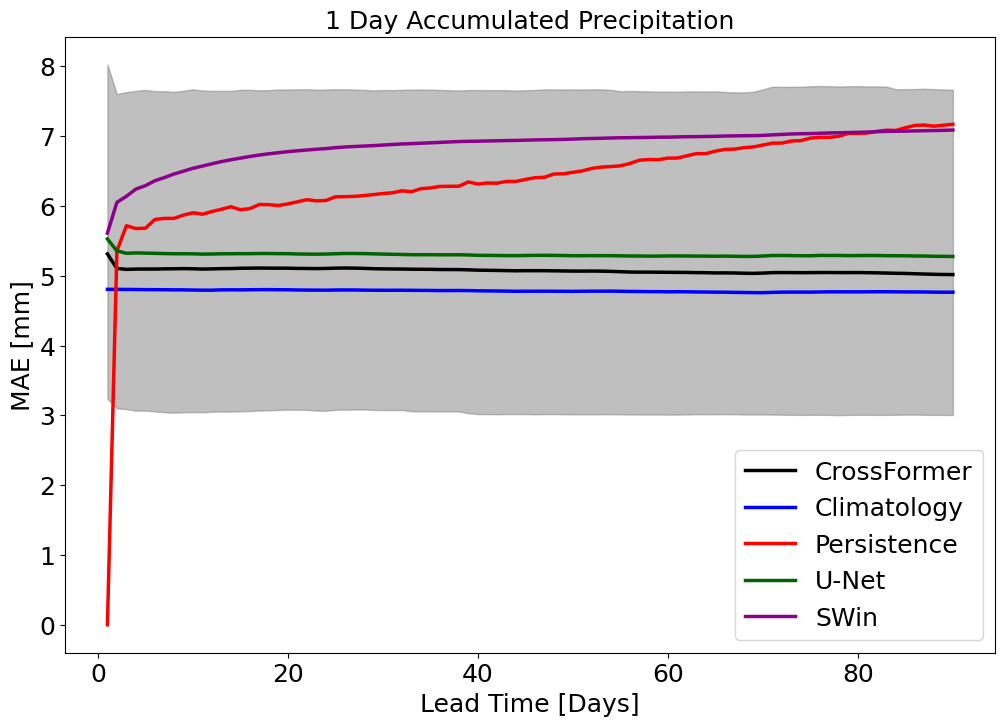 1 Day Accumulated Precipitation
MAE [mm]
8
7
6
5
4
3
2
1
0
0 20 40 60 80
Lead Time [Days]
CrossFormer
Climatology
Persistence
U-Net
SWin